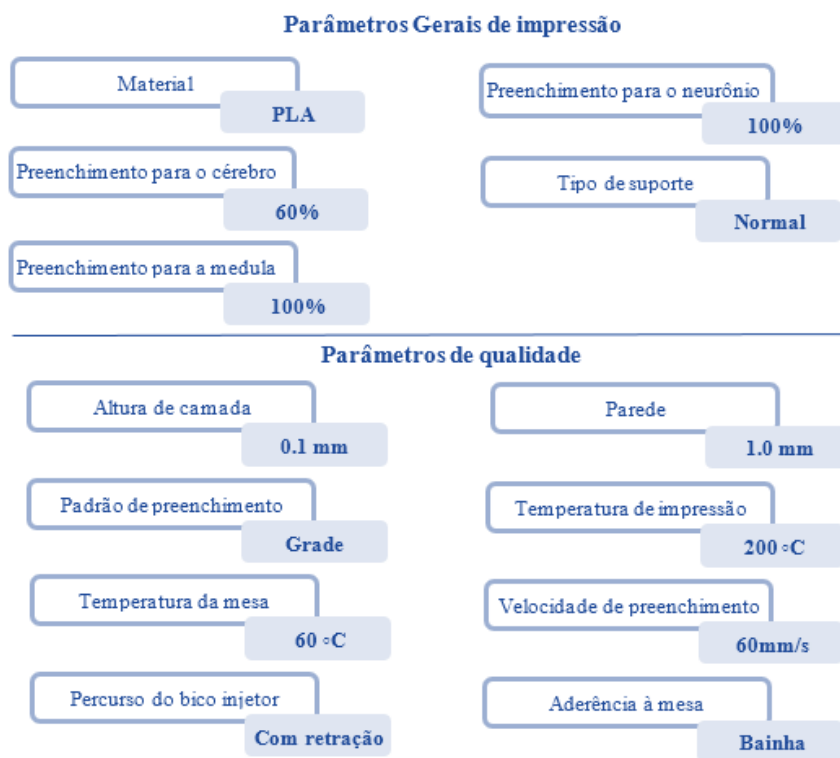 Parâmetros Gerais de impressão
Material
PLA
Preenchimento para o cérebro
60%
Preenchimento para a medula
100%
Preenchimento para o neurônio
100%
Tipo de suporte
Normal
Parâmetros de qualidade
Altura de camada
0.1 mm
Padrão de preenchimento
Grade
Temperatura da mesa
60 ◦C
Percurso do bico injetor
Com retração
Parede
1.0 mm
Temperatura de impressão
200 ◦C
Velocidade de preenchimento
60mm/s
Aderência à mesa
Bainha